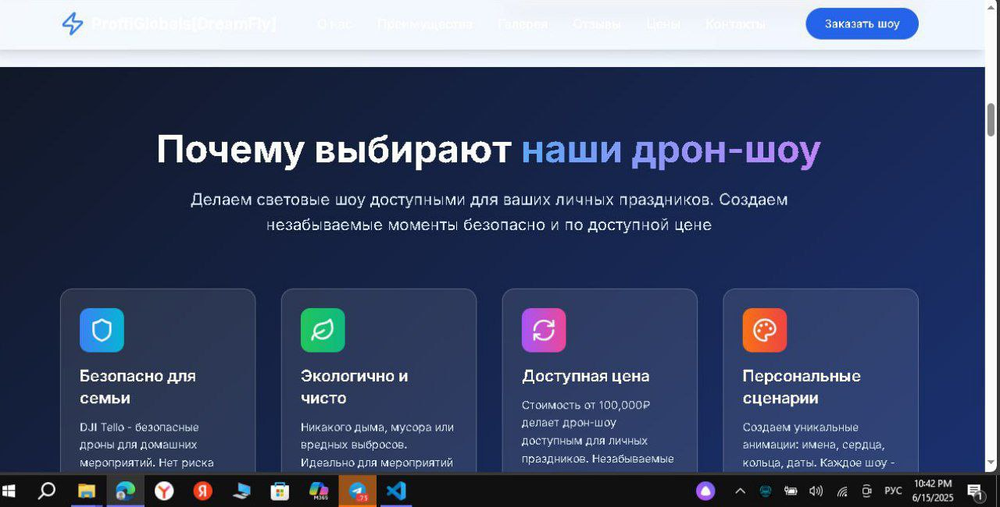 ProffiGlobals[DreamFly]
О нас Преимущества Галерея Отзывы Цены Контакты
Заказать шоу
Почему выбирают наши дрон-шоу
Делаем световые шоу доступными для ваших личных праздников. Создаем
незабываемые моменты безопасно и по доступной цене
Безопасно для
семьи
DJI Tello - безопасные
дроны для домашних
мероприятий. Нет риска
Экологично и
чисто
Никакого дыма, мусора или
вредных выбросов.
Идеально для мероприятий
Доступная цена
Стоимость от 100,000₽
делает дрон-шоу
доступным для личных
праздников. Незабываемые
Персональные
сценарии
Создаем уникальные
анимации: имена, сердца,
кольца, даты. Каждое шоу -
M365
75
РУС
10:42 PM
6/15/2025
1